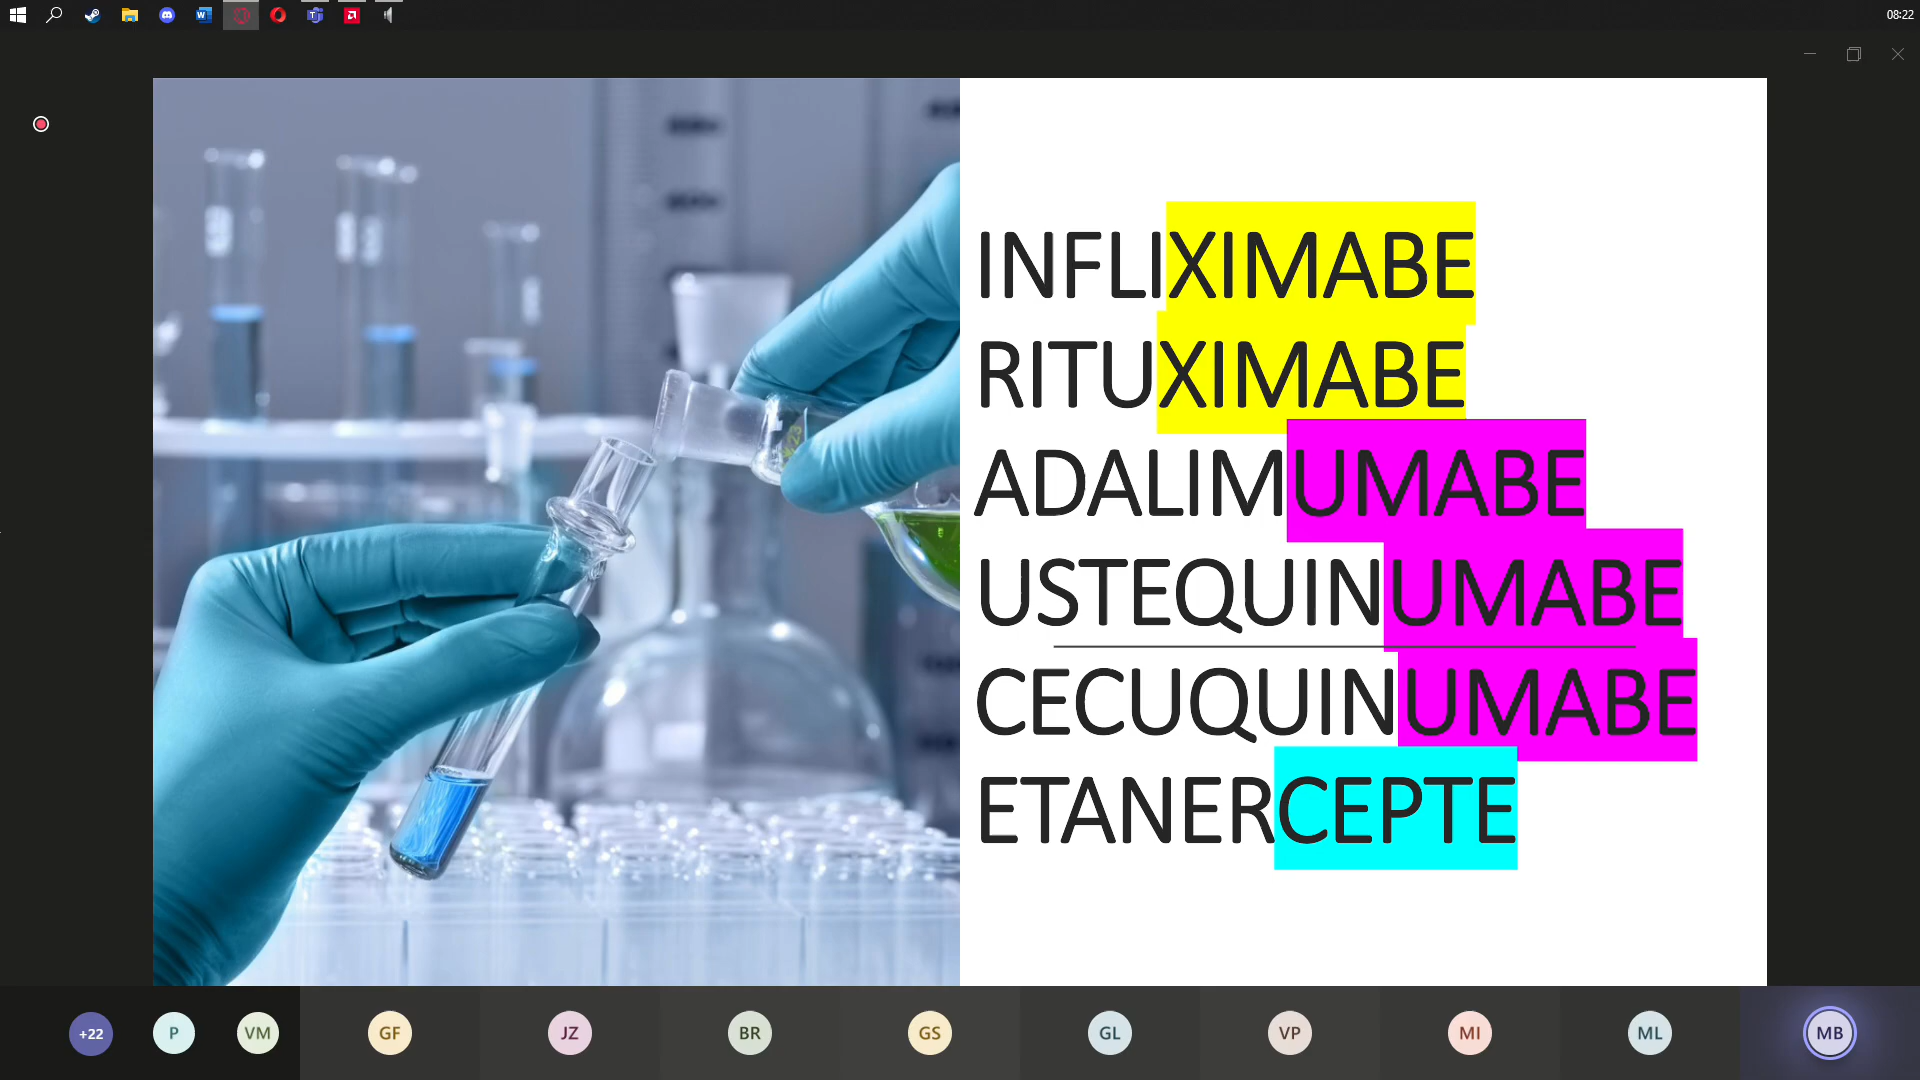 08:22
INFLIXIMABE
RITUXIMABE
ADALIMUMABE
USTEQUINUMABE
CECUQUINUMABE
ETANERCEPTE
+22
P
VM
GF
JZ
BR
GS
GL
VP
MI
ML
MB